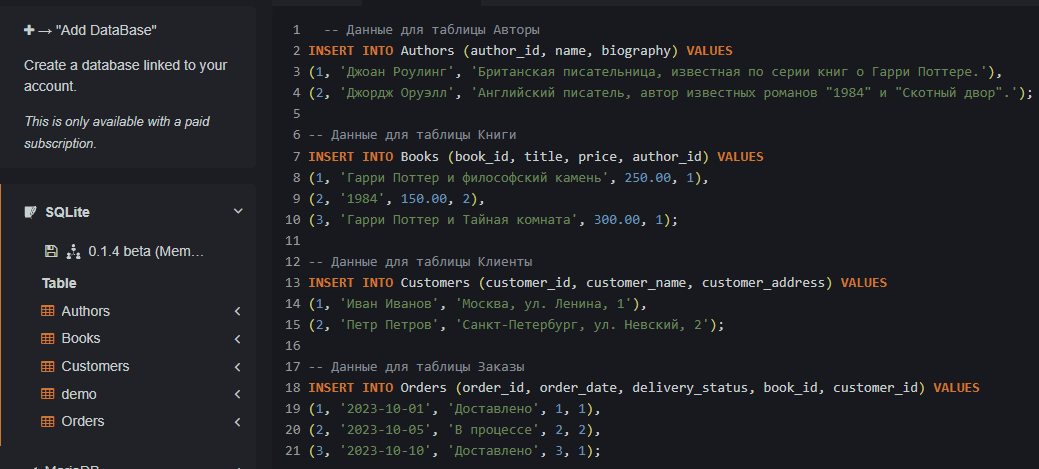 +→ "Add DataBase"
Create a database linked to your
account.
This is only available with a paid
subscription.
SQLite
0.1.4 beta (Mem...
Table
Authors
Books
Customers
demo
Orders
1 -- Данные для таблицы Авторы
2 INSERT INTO Authors (author_id, name, biography) VALUES
3 (1, 'Джоан Роулинг', 'Британская писательница, известная по серии книг о Гарри Поттере.'),
4 (2, 'Джордж Оруэлл', 'Английский писатель, автор известных романов "1984" и "Скотный двор".');
5
6 -- Данные для таблицы Книги
7 INSERT INTO Books (book_id, title, price, author_id) VALUES
8 (1, 'Гарри Поттер и философский камень', 250.00, 1),
9 (2, '1984', 150.00, 2),
10 (3, 'Гарри Поттер и Тайная комната', 300.00, 1);
11
12 -- Данные для таблицы Клиенты
13 INSERT INTO Customers (customer_id, customer_name, customer_address) VALUES
14 (1, 'Иван Иванов', 'Москва, ул. Ленина, 1'),
15 (2, 'Петр Петров', 'Санкт-Петербург, ул. Невский, 2');
16
17 -- Данные для таблицы Заказы
18 INSERT INTO Orders (order_id, order_date, delivery_status, book_id, customer_id) VALUES
19 (1, '2023-10-01', 'Доставлено', 1, 1),
20 (2, '2023-10-05', 'В процессе', 2, 2),
21 (3, '2023-10-10', 'Доставлено', 3, 1);